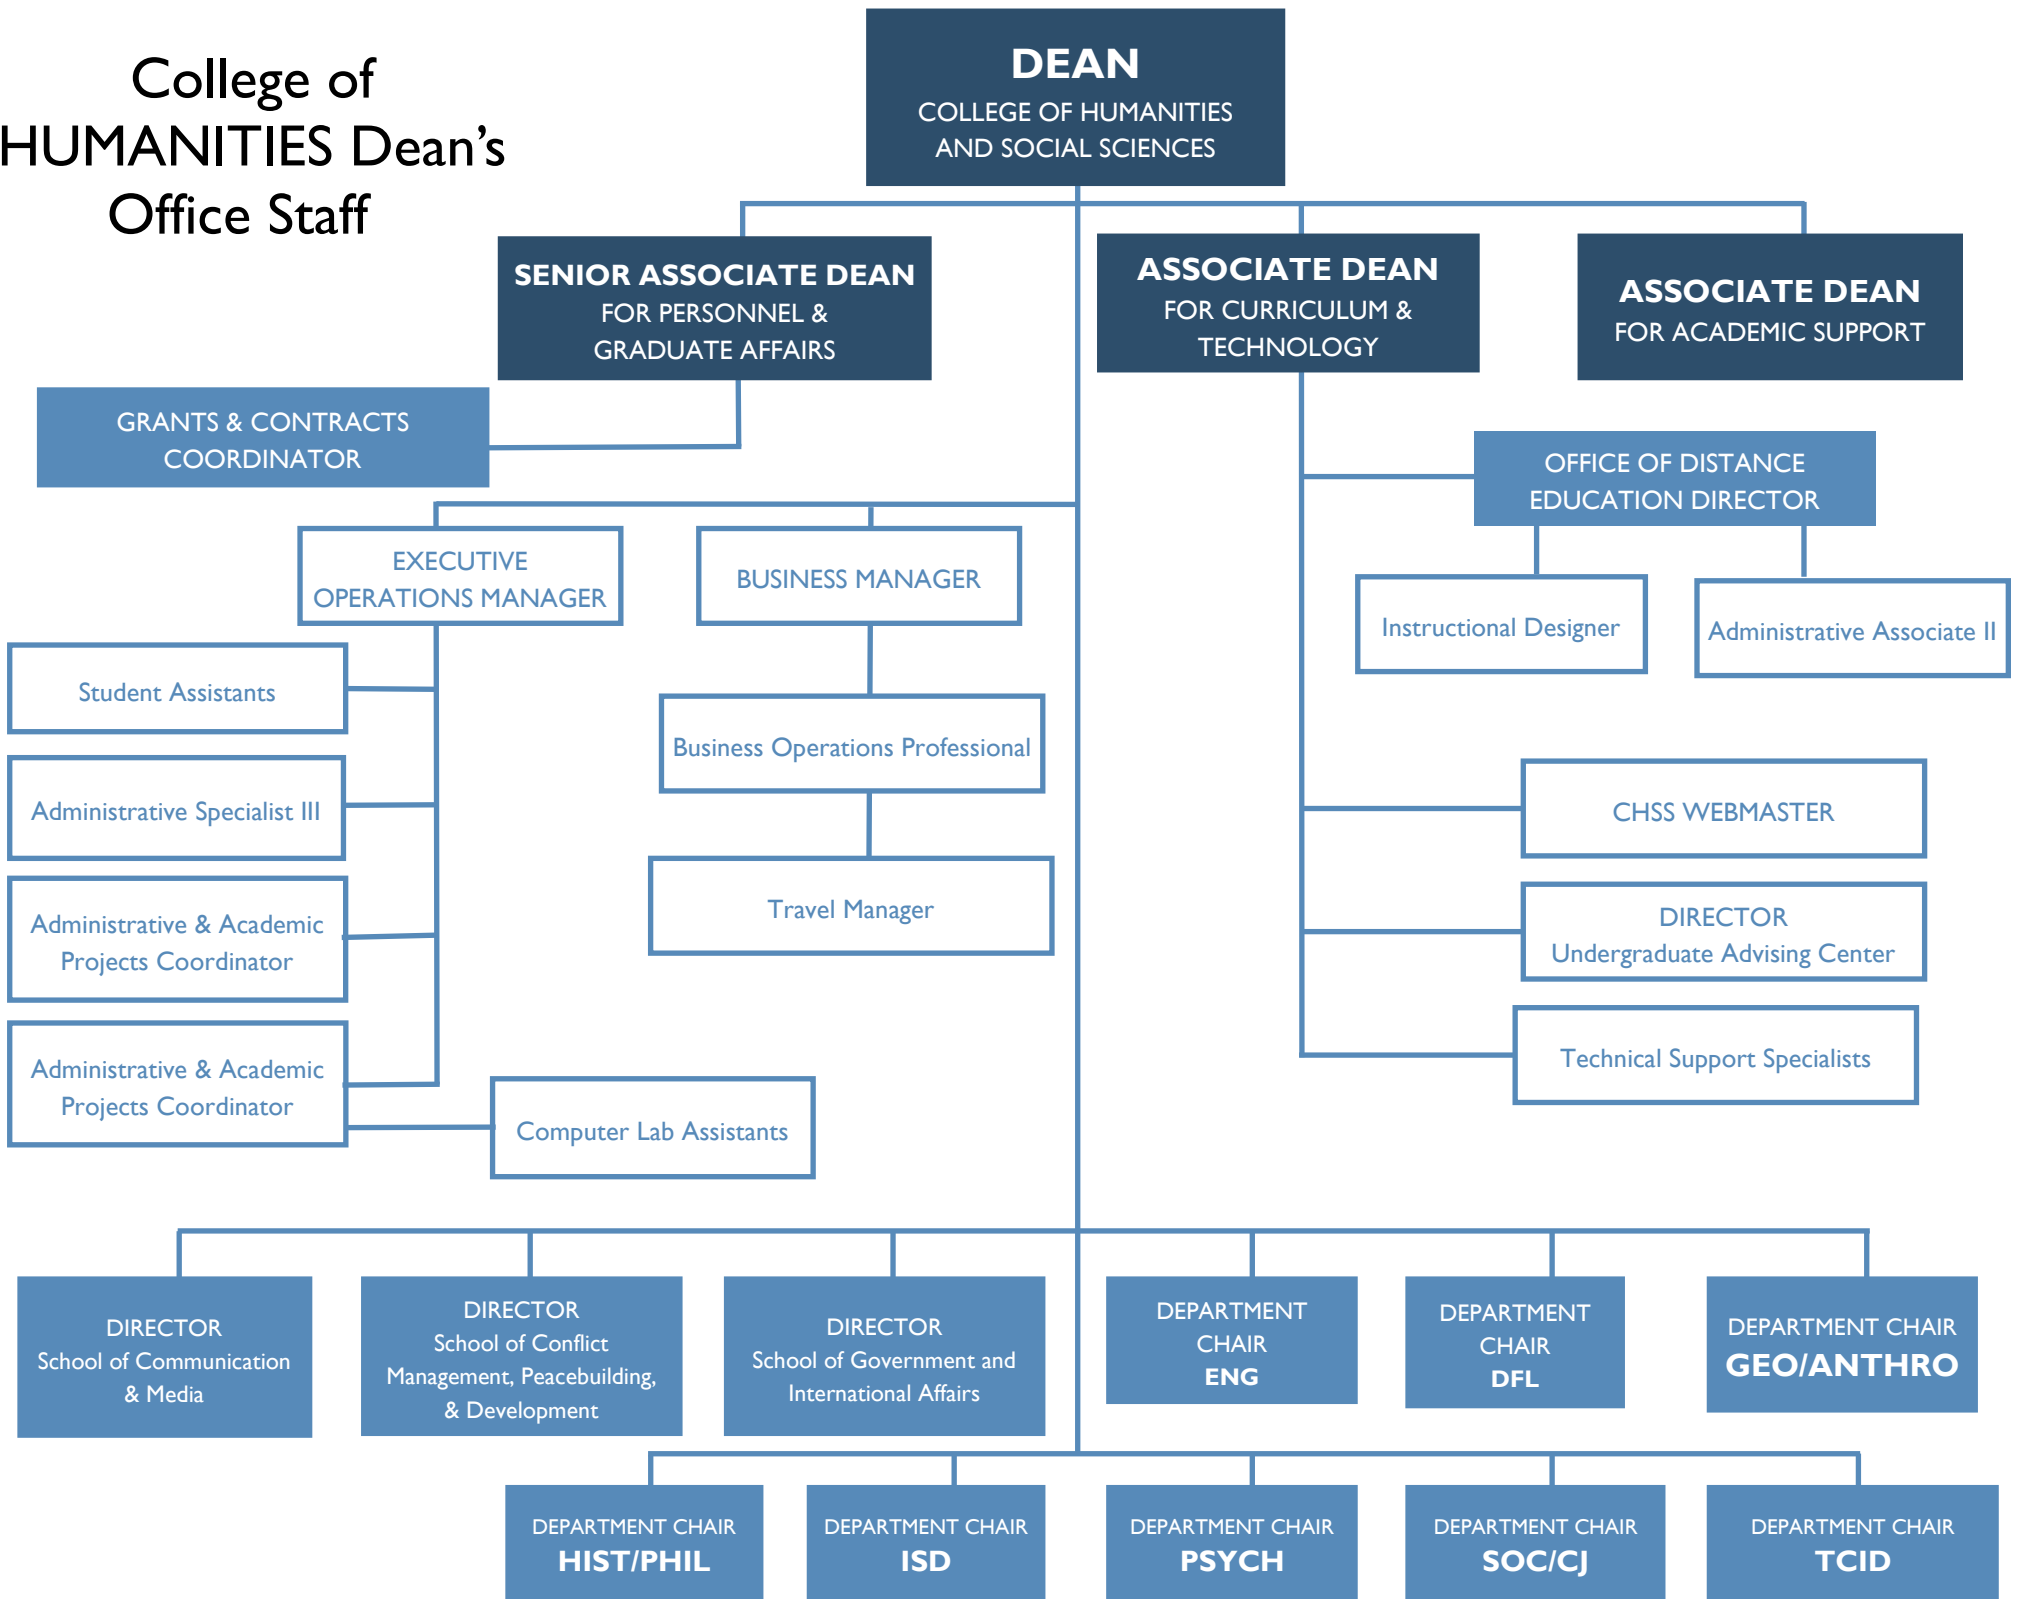 College of
HUMANITIES Dean’s
Office Staff
DEAN
COLLEGE OF HUMANITIES
AND SOCIAL SCIENCES
SENIOR ASSOCIATE DEAN
FOR PERSONNEL &
GRADUATE AFFAIRS
ASSOCIATE DEAN
FOR CURRICULUM &
TECHNOLOGY
ASSOCIATE DEAN
FOR ACADEMIC SUPPORT
GRANTS & CONTRACTS
COORDINATOR
OFFICE OF DISTANCE
EDUCATION DIRECTOR
EXECUTIVE
OPERATIONS MANAGER
BUSINESS MANAGER
Instructional Designer
Administrative Associate II
Student Assistants
Business Operations Professional
Administrative Specialist III
CHSS WEBMASTER
Travel Manager
Administrative & Academic
Projects Coordinator
DIRECTOR
Undergraduate Advising Center
Administrative & Academic
Projects Coordinator
Technical Support Specialists
Computer Lab Assistants
DIRECTOR
School of Communication
& Media
DIRECTOR
School of Conflict
Management, Peacebuilding,
& Development
DIRECTOR
School of Government and
International Affairs
DEPARTMENT
CHAIR
ENG
DEPARTMENT
CHAIR
DFL
DEPARTMENT CHAIR
GEO/ANTHRO
DEPARTMENT CHAIR
HIST/PHIL
DEPARTMENT CHAIR
ISD
DEPARTMENT CHAIR
PSYCH
DEPARTMENT CHAIR
SOC/CJ
DEPARTMENT CHAIR
TCID